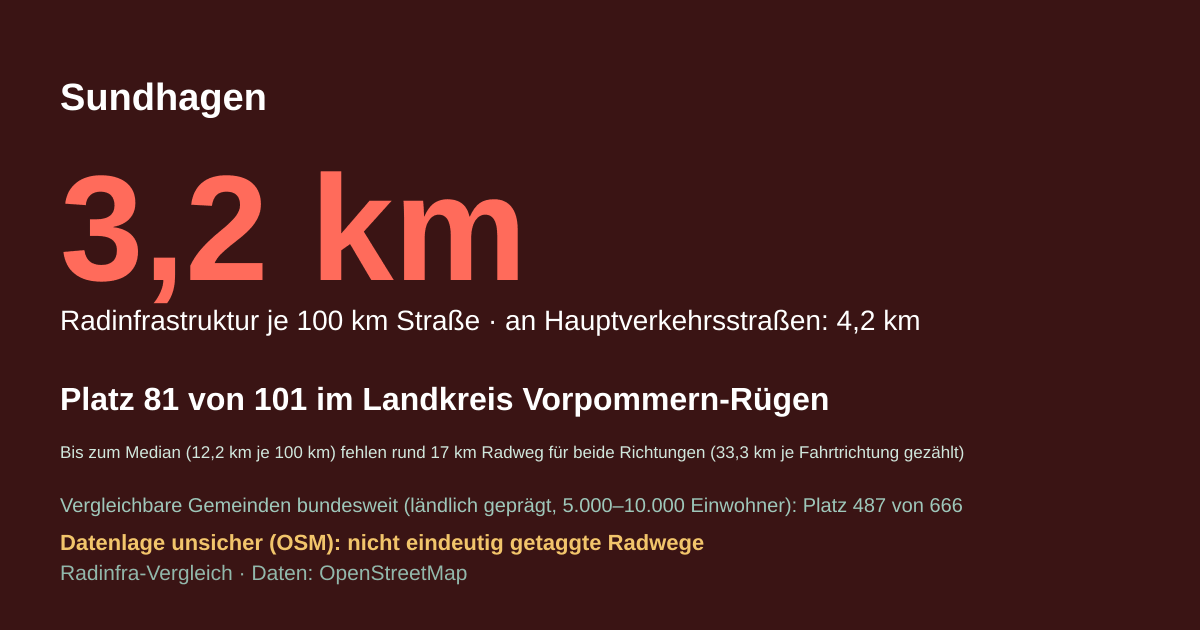 Sundhagen
3,2 km
Radinfrastruktur je 100 km Straße · an Hauptverkehrsstraßen: 4,2 km
Platz 81 von 101 im Landkreis Vorpommern-Rügen
Bis zum Median (12,2 km je 100 km) fehlen rund 17 km Radweg für beide Richtungen (33,3 km je Fahrtrichtung gezählt)
Vergleichbare Gemeinden bundesweit (ländlich geprägt, 5.000–10.000 Einwohner): Platz 487 von 666
Datenlage unsicher (OSM): nicht eindeutig getaggte Radwege
Radinfra-Vergleich · Daten: OpenStreetMap